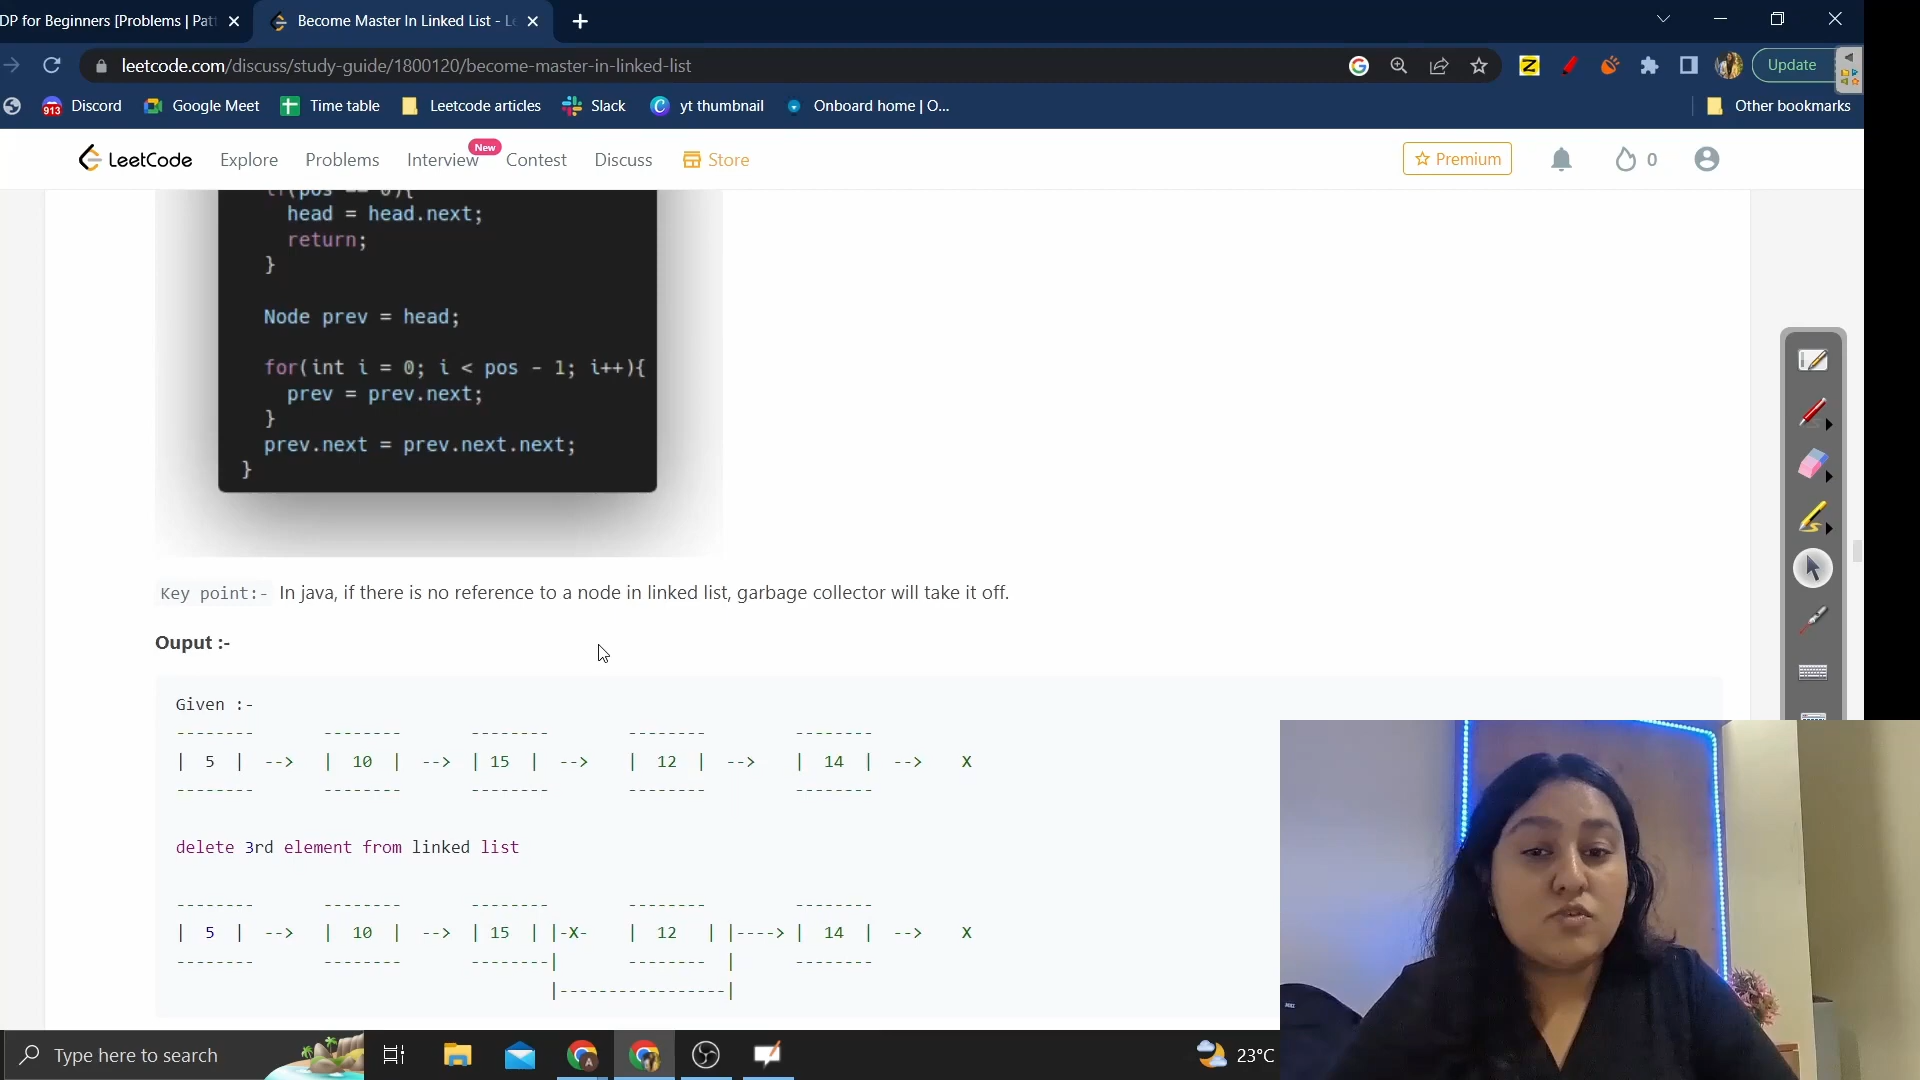 DP for Beginners [Problems | Pat
Become Master In Linked List - L
leetcode.com/discuss/study-guide/1800120/become-master-in-linked-list
Update
913 Discord
Google Meet
Time table
Leetcode articles
Slack
yt thumbnail
Onboard home | O...
Other bookmarks
LeetCode
Explore
Problems
Interview
New
Contest
Discuss
Store
Premium
0
if(pos == 0){
head = head.next;
return;
}
Node prev = head;
for(int i = 0; i < pos - 1; i++){
prev = prev.next;
}
prev.next = prev.next.next;
}
Key point:- In java, if there is no reference to a node in linked list, garbage collector will take it off.
Ouput :-
Given :-
-------- -------- -------- -------- --------
| 5 | --> | 10 | --> | 15 | --> | 12 | --> | 14 | --> X
-------- -------- -------- -------- --------
delete 3rd element from linked list
-------- -------- -------- -------- --------
| 5 | --> | 10 | --> | 15 | |-X- | 12 | |----> | 14 | --> X
-------- -------- --------| -------- | --------
|-----------------|
Type here to search
23°C